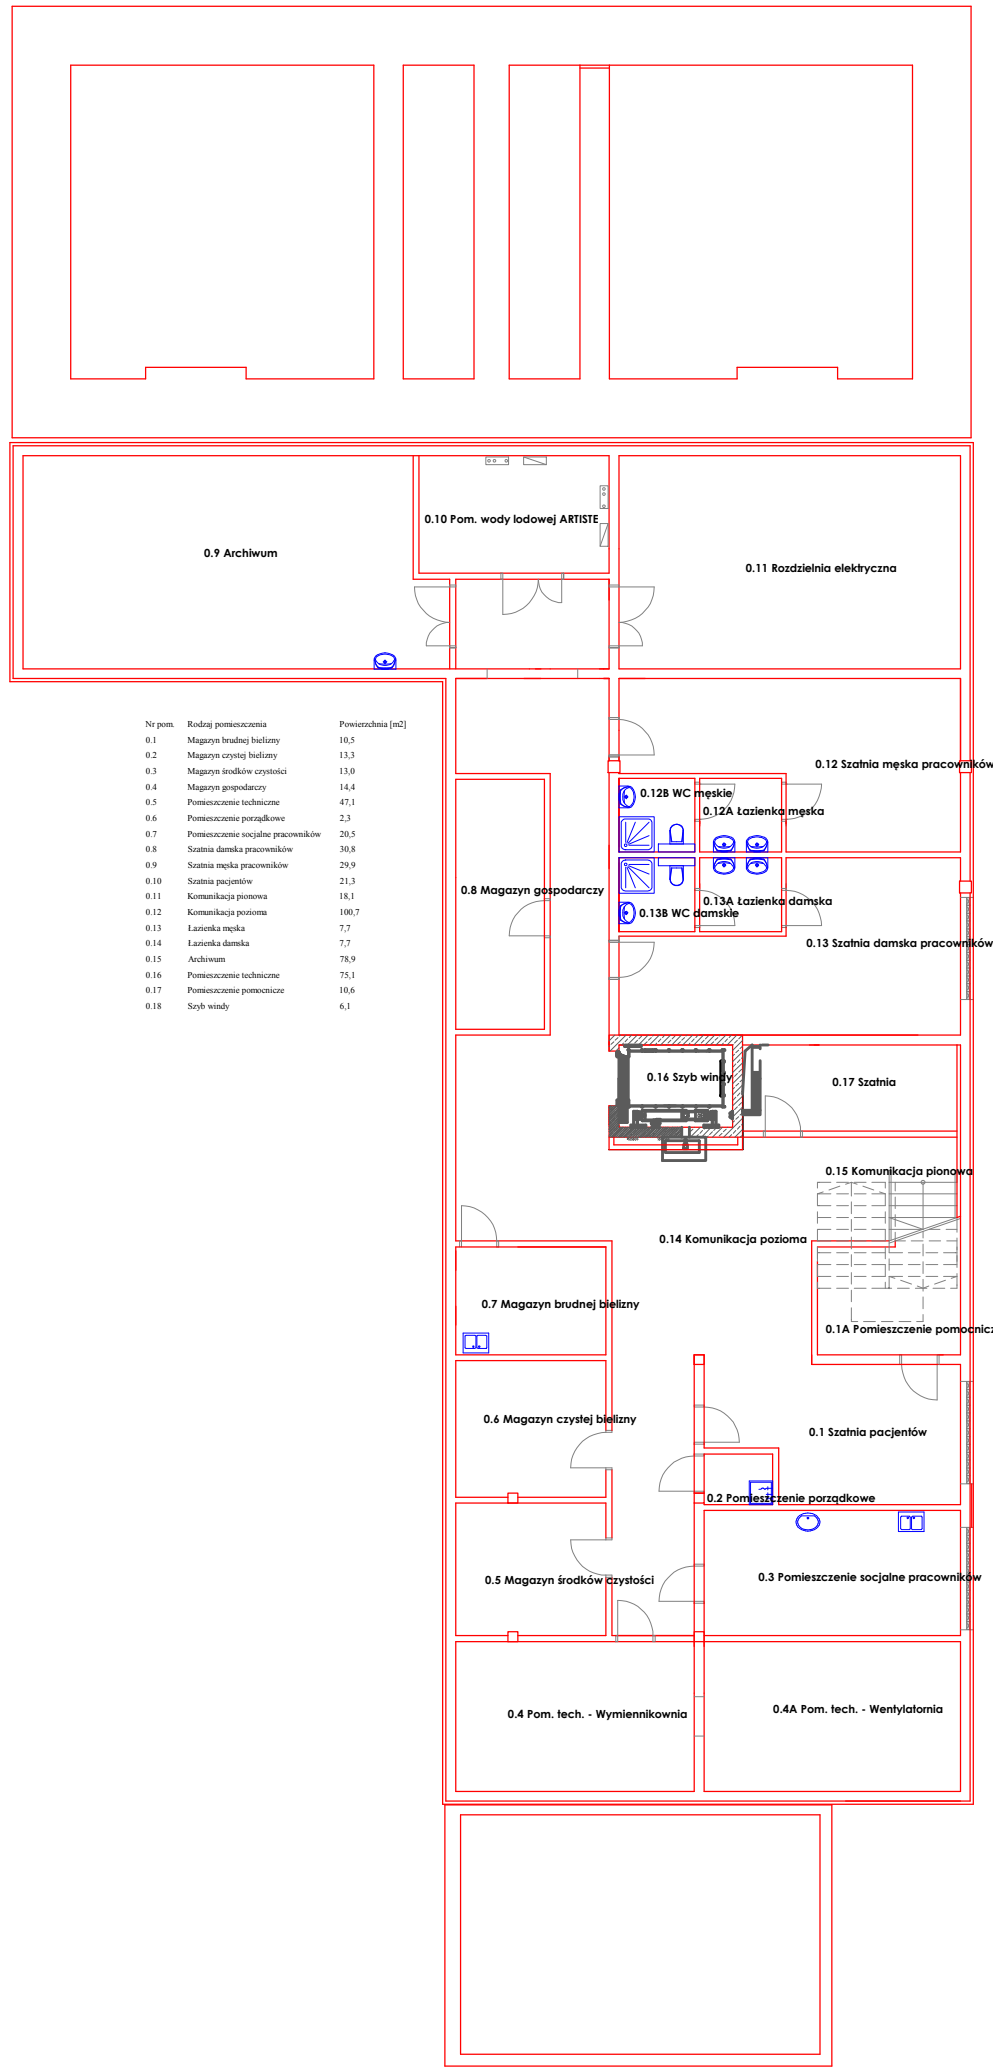 0.10 Pom. wody lodowej ARTISTE
0.9 Archiwum
0.11 Rozdzielnia elektryczna
Nr pom. Rodzaj pomieszczenia Powierzchnia [m2]
0.1 Magazyn brudnej bielizny 10,5
0.2 Magazyn czystej bielizny 13,3
0.3 Magazyn środków czystości 13,0
0.4 Magazyn gospodarczy 14,4
0.5 Pomieszczenie techniczne 47,1
0.6 Pomieszczenie porządkowe 2,3
0.7 Pomieszczenie socjalne pracowników 20,5
0.8 Szatnia damska pracowników 30,8
0.9 Szatnia męska pracowników 29,9
0.10 Szatnia pacjentów 21,3
0.11 Komunikacja pionowa 18,1
0.12 Komunikacja pozioma 100,7
0.13 Łazienka męska 7,7
0.14 Łazienka damska 7,7
0.15 Archiwum 78,9
0.16 Pomieszczenie techniczne 75,1
0.17 Pomieszczenie pomocnicze 10,6
0.18 Szyb windy 6,1
0.12 Szatnia męska pracowników
0.12B WC męskie
0.12A Łazienka męska
0.8 Magazyn gospodarczy
0.13A Łazienka damska
0.13B WC damskie
0.13 Szatnia damska pracowników
0.16 Szyb windy
0.17 Szatnia
0.15 Komunikacja pionowa
0.14 Komunikacja pozioma
0.7 Magazyn brudnej bielizny
0.1A Pomieszczenie pomocnicz
0.6 Magazyn czystej bielizny
0.1 Szatnia pacjentów
0.2 Pomieszczenie porządkowe
0.5 Magazyn środków czystości
0.3 Pomieszczenie socjalne pracowników
0.4 Pom. tech. - Wymiennikownia
0.4A Pom. tech. - Wentylatornia